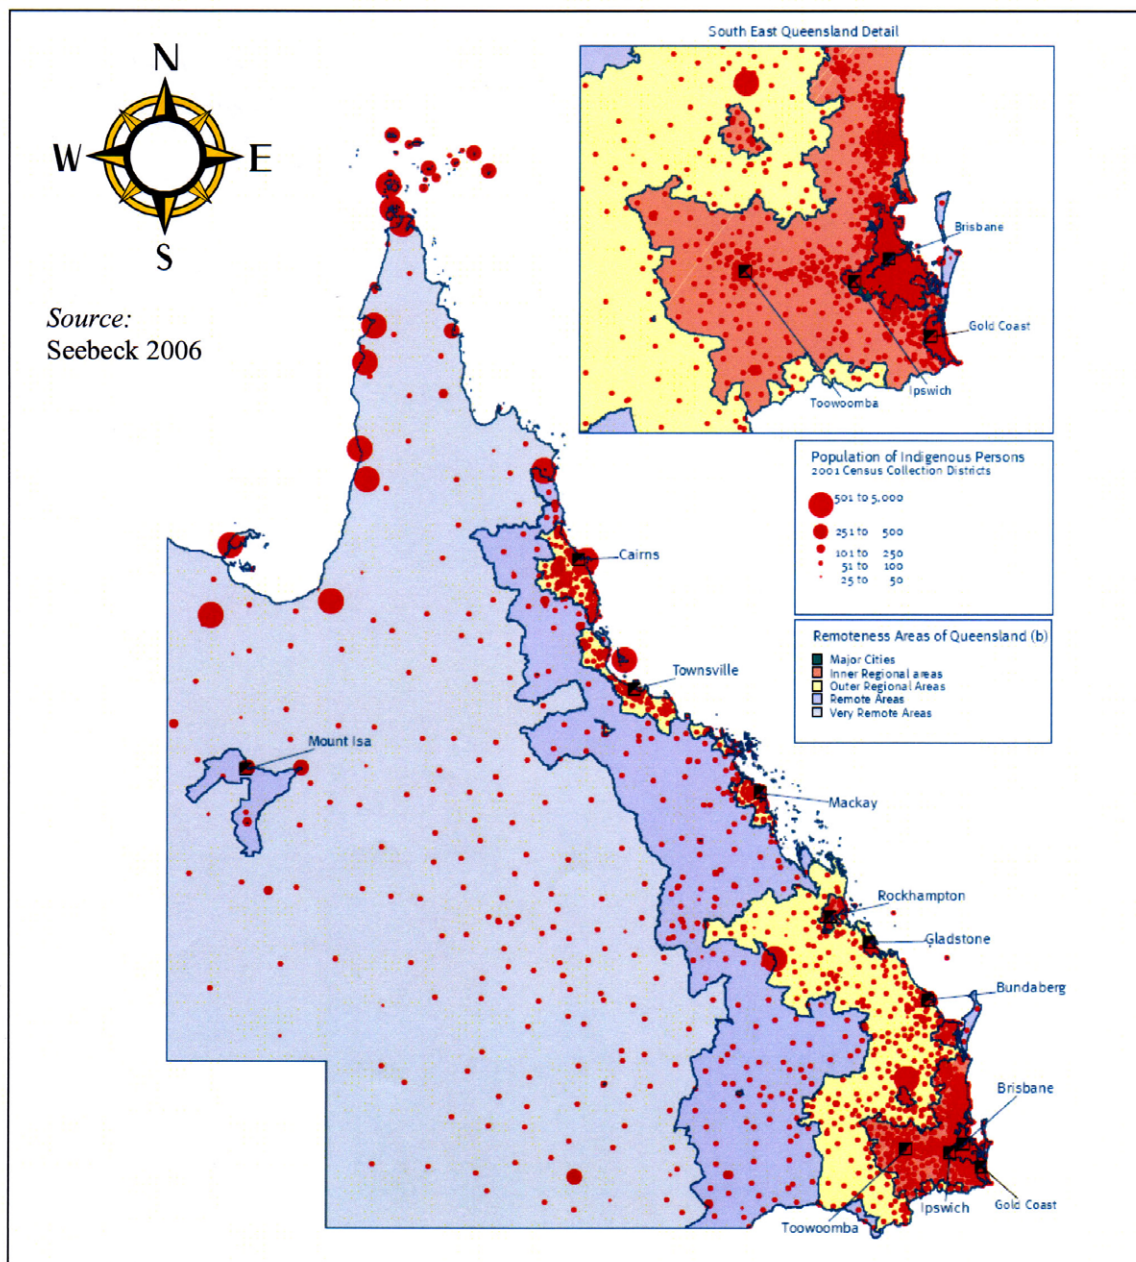 South East Queensland Detail
N
W
E
S
Source:
Seebeck 2006
Brisbane
Gold Coast
Ipswich
Toowoomba
Population of Indigenous Persons
2001 Census Collection Districts
501 to 5,000
251 to 500
101 to 250
51 to 100
25 to 50
Remoteness Areas of Queensland (b)
Major Cities
Inner Regional areas
Outer Regional Areas
Remote Areas
Very Remote Areas
Cairns
Townsville
Mount Isa
Mackay
Rockhampton
Gladstone
Bundaberg
Brisbane
Gold Coast
Ipswich
Toowoomba